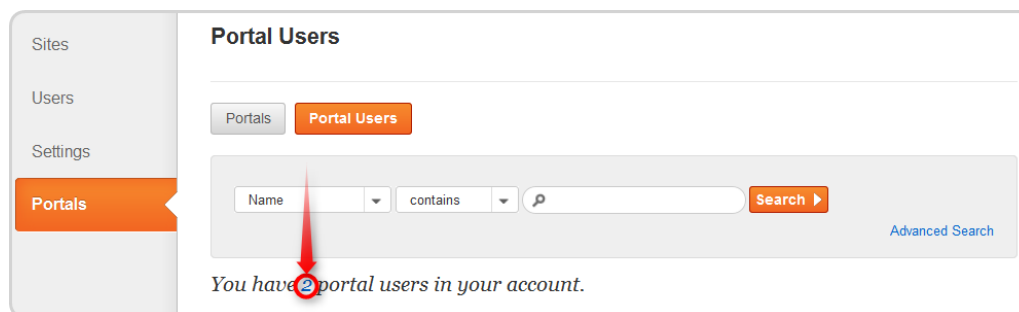 Sites
Users
Settings
Portals
Portal Users
Portals Portal Users
Name contains Search
Advanced Search
You have 2 portal users in your account.